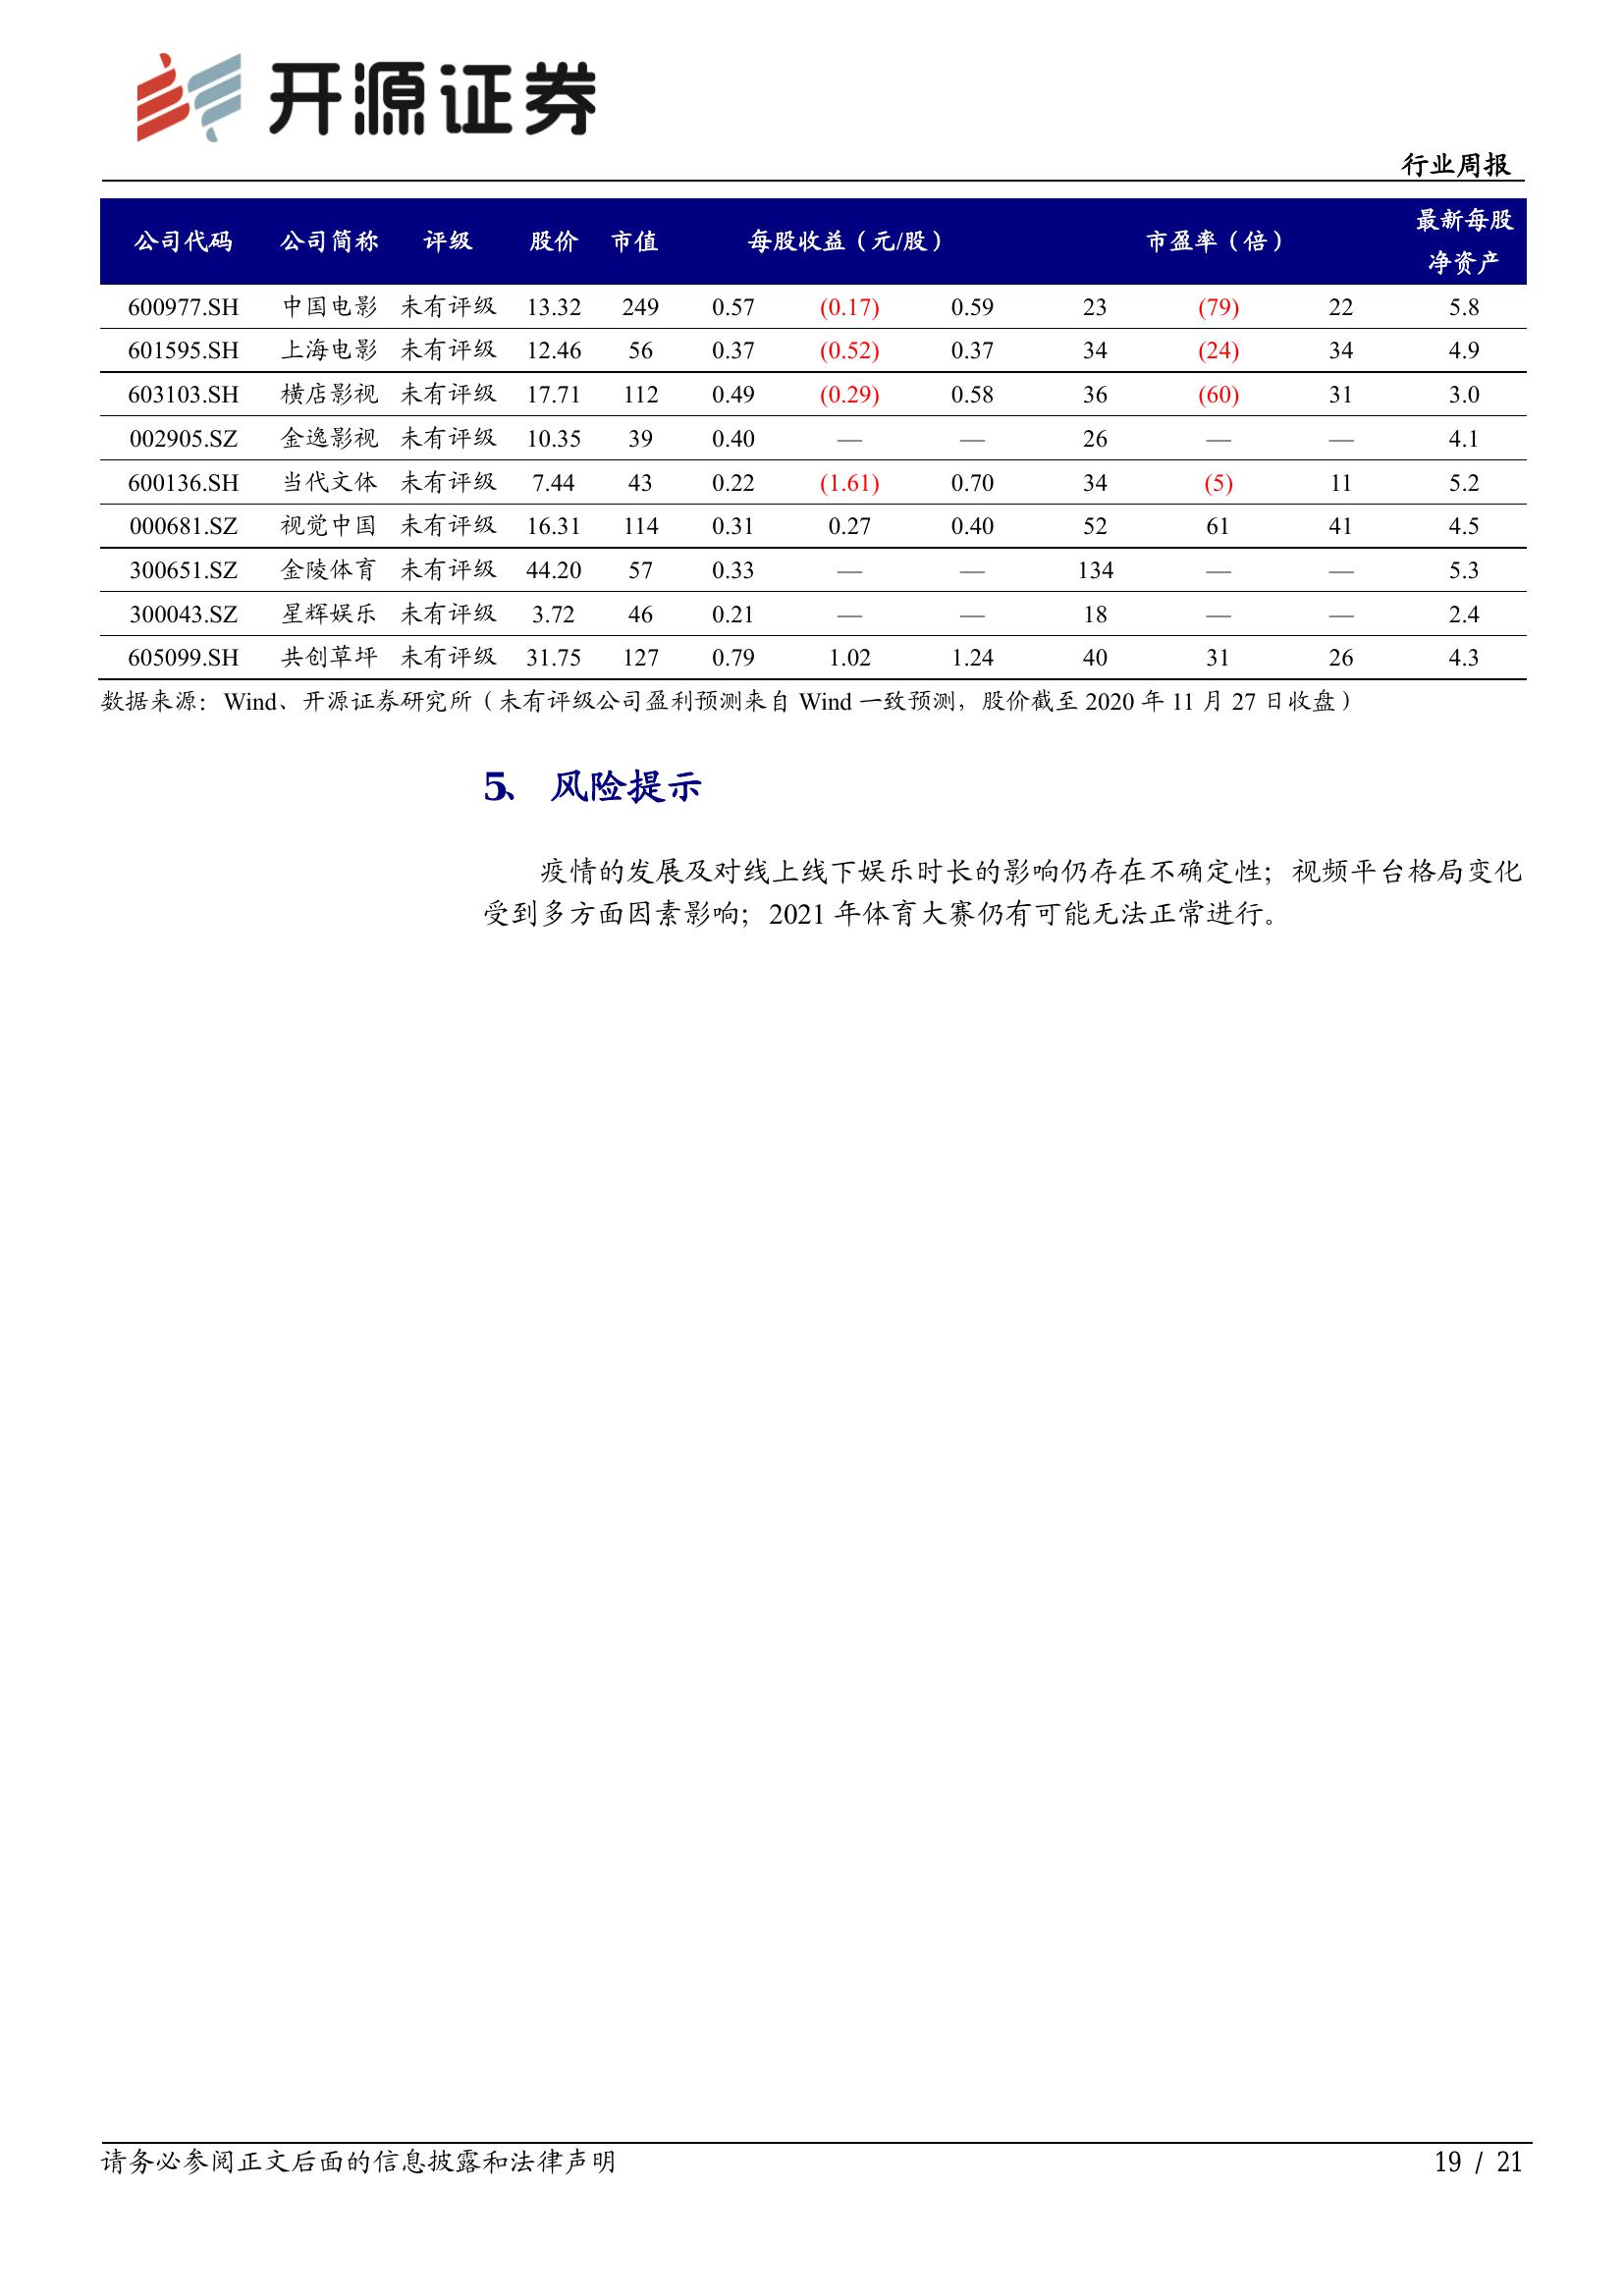 开源证券
行业周报
公司代码 公司简称 评级 股价 市值 每股收益（元/股） 市盈率（倍） 最新每股
净资产
600977.SH 中国电影 未有评级 13.32 249 0.57 (0.17) 0.59 23 (79) 22 5.8
601595.SH 上海电影 未有评级 12.46 56 0.37 (0.52) 0.37 34 (24) 34 4.9
603103.SH 横店影视 未有评级 17.71 112 0.49 (0.29) 0.58 36 (60) 31 3.0
002905.SZ 金逸影视 未有评级 10.35 39 0.40 — — 26 — — 4.1
600136.SH 当代文体 未有评级 7.44 43 0.22 (1.61) 0.70 34 (5) 11 5.2
000681.SZ 视觉中国 未有评级 16.31 114 0.31 0.27 0.40 52 61 41 4.5
300651.SZ 金陵体育 未有评级 44.20 57 0.33 — — 134 — — 5.3
300043.SZ 星辉娱乐 未有评级 3.72 46 0.21 — — 18 — — 2.4
605099.SH 共创草坪 未有评级 31.75 127 0.79 1.02 1.24 40 31 26 4.3
数据来源：Wind、开源证券研究所（未有评级公司盈利预测来自 Wind 一致预测，股价截至 2020 年 11 月 27 日收盘）
5、 风险提示
疫情的发展及对线上线下娱乐时长的影响仍存在不确定性；视频平台格局变化
受到多方面因素影响；2021 年体育大赛仍有可能无法正常进行。
请务必参阅正文后面的信息披露和法律声明 19 / 21